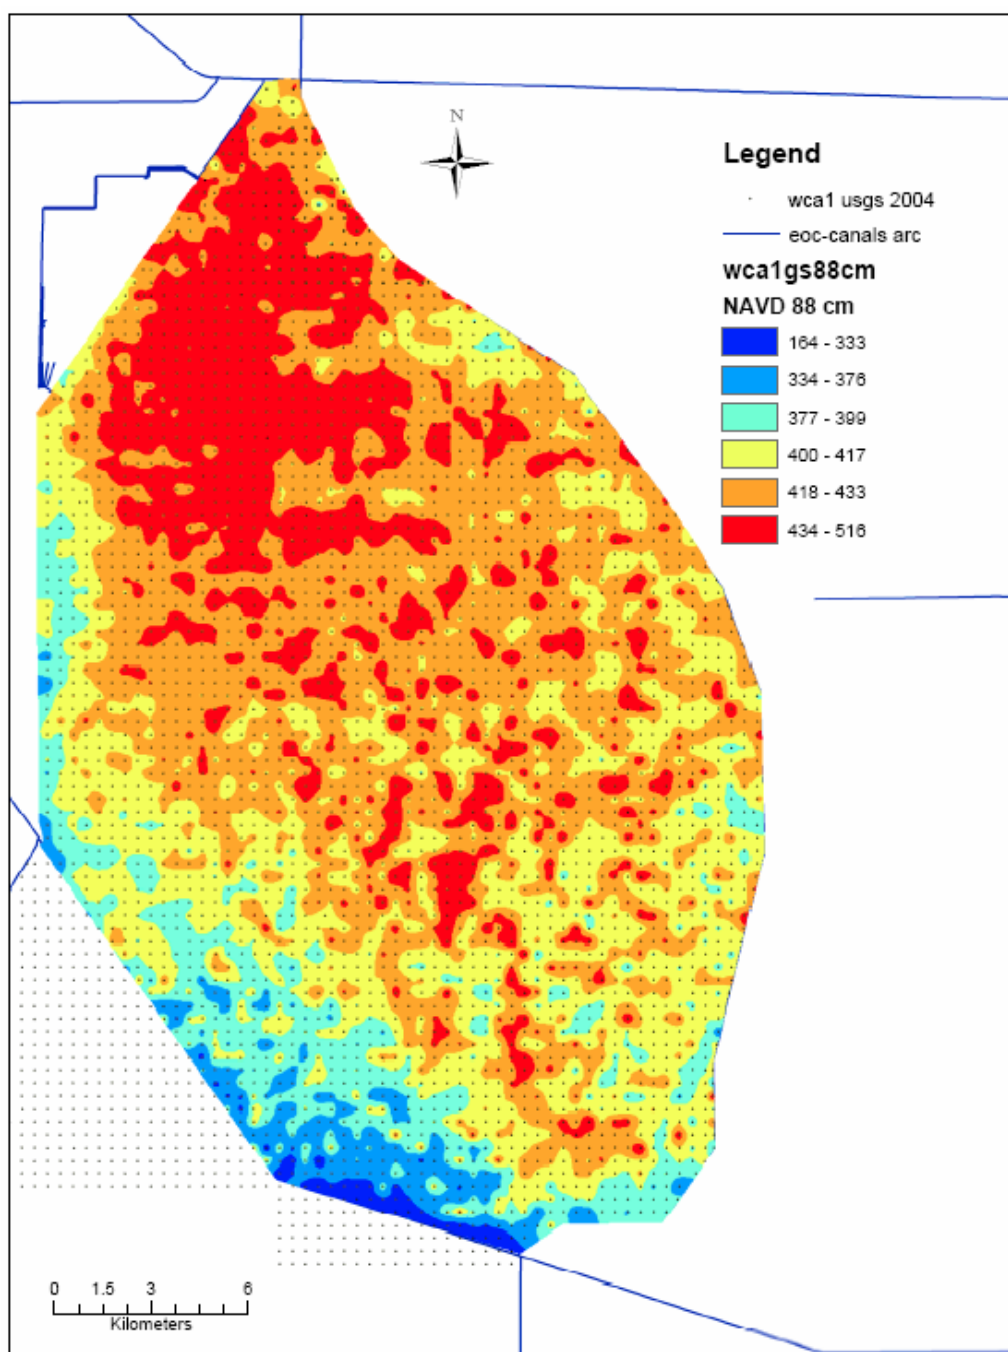 N
Legend
wca1 usgs 2004
eoc-canals arc
wca1gs88cm
NAVD 88 cm
164 - 333
334 - 376
377 - 399
400 - 417
418 - 433
434 - 516
0 1.5 3 6
Kilometers